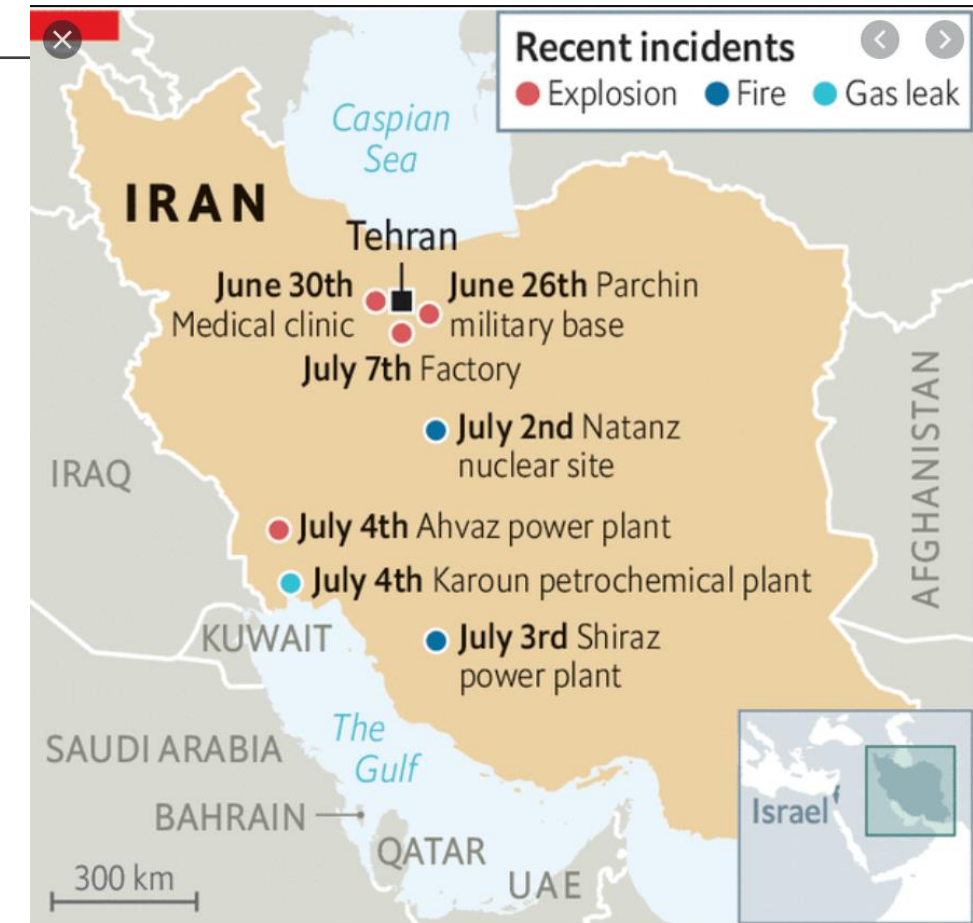 Recent incidents
Explosion Fire Gas leak
Caspian
Sea
IRAN
Tehran
June 30th
Medical clinic
June 26th Parchin
military base
July 7th Factory
July 2nd Natanz
nuclear site
IRAQ
AFGHANISTAN
July 4th Ahvaz power plant
July 4th Karoun petrochemical plant
KUWAIT
July 3rd Shiraz
power plant
The
Gulf
SAUDI ARABIA
BAHRAIN
QATAR
UAE
Israel
300 km